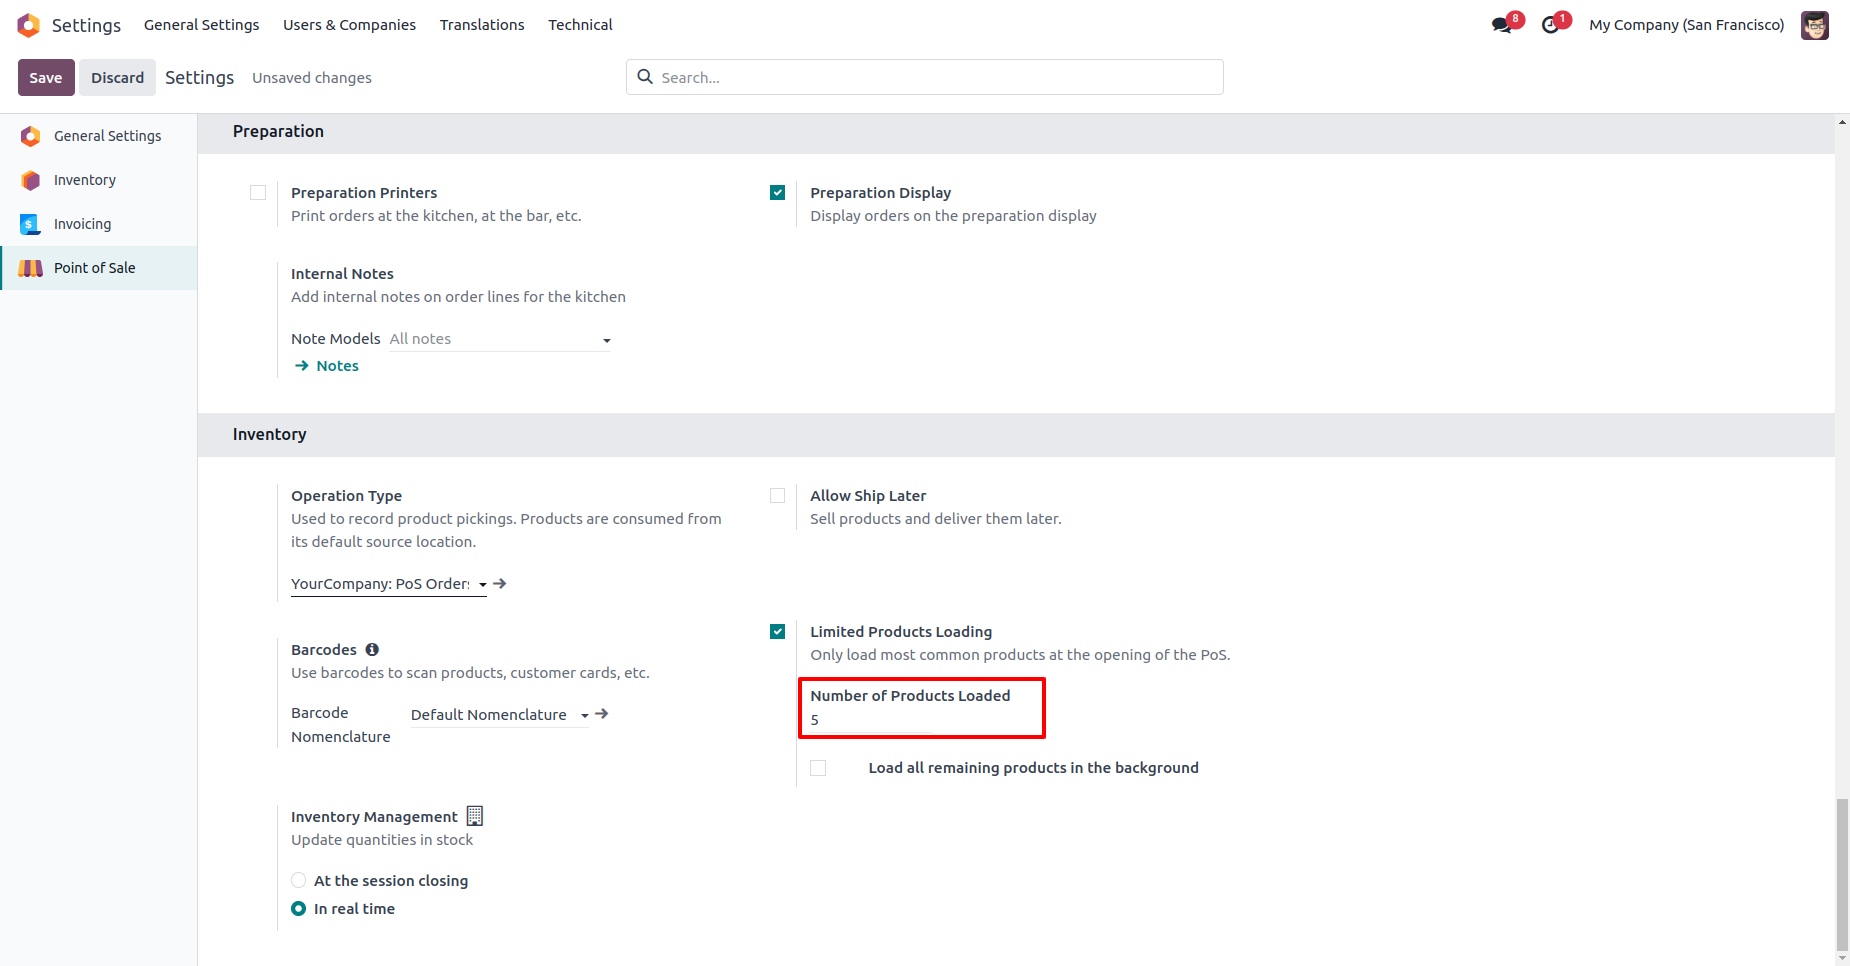 Settings General Settings Users & Companies Translations Technical 8 1 My Company (San Francisco)
Save Discard Settings Unsaved changes Search...
General Settings
Inventory
Invoicing
Point of Sale
Preparation
Preparation Printers
Print orders at the kitchen, at the bar, etc.
Preparation Display
Display orders on the preparation display
Internal Notes
Add internal notes on order lines for the kitchen
Note Models All notes
Notes
Inventory
Operation Type
Used to record product pickings. Products are consumed from
its default source location.
YourCompany: PoS Orders
Allow Ship Later
Sell products and deliver them later.
Barcodes
Use barcodes to scan products, customer cards, etc.
Barcode
Nomenclature
Default Nomenclature
Limited Products Loading
Only load most common products at the opening of the PoS.
Number of Products Loaded
5
Load all remaining products in the background
Inventory Management
Update quantities in stock
At the session closing
In real time